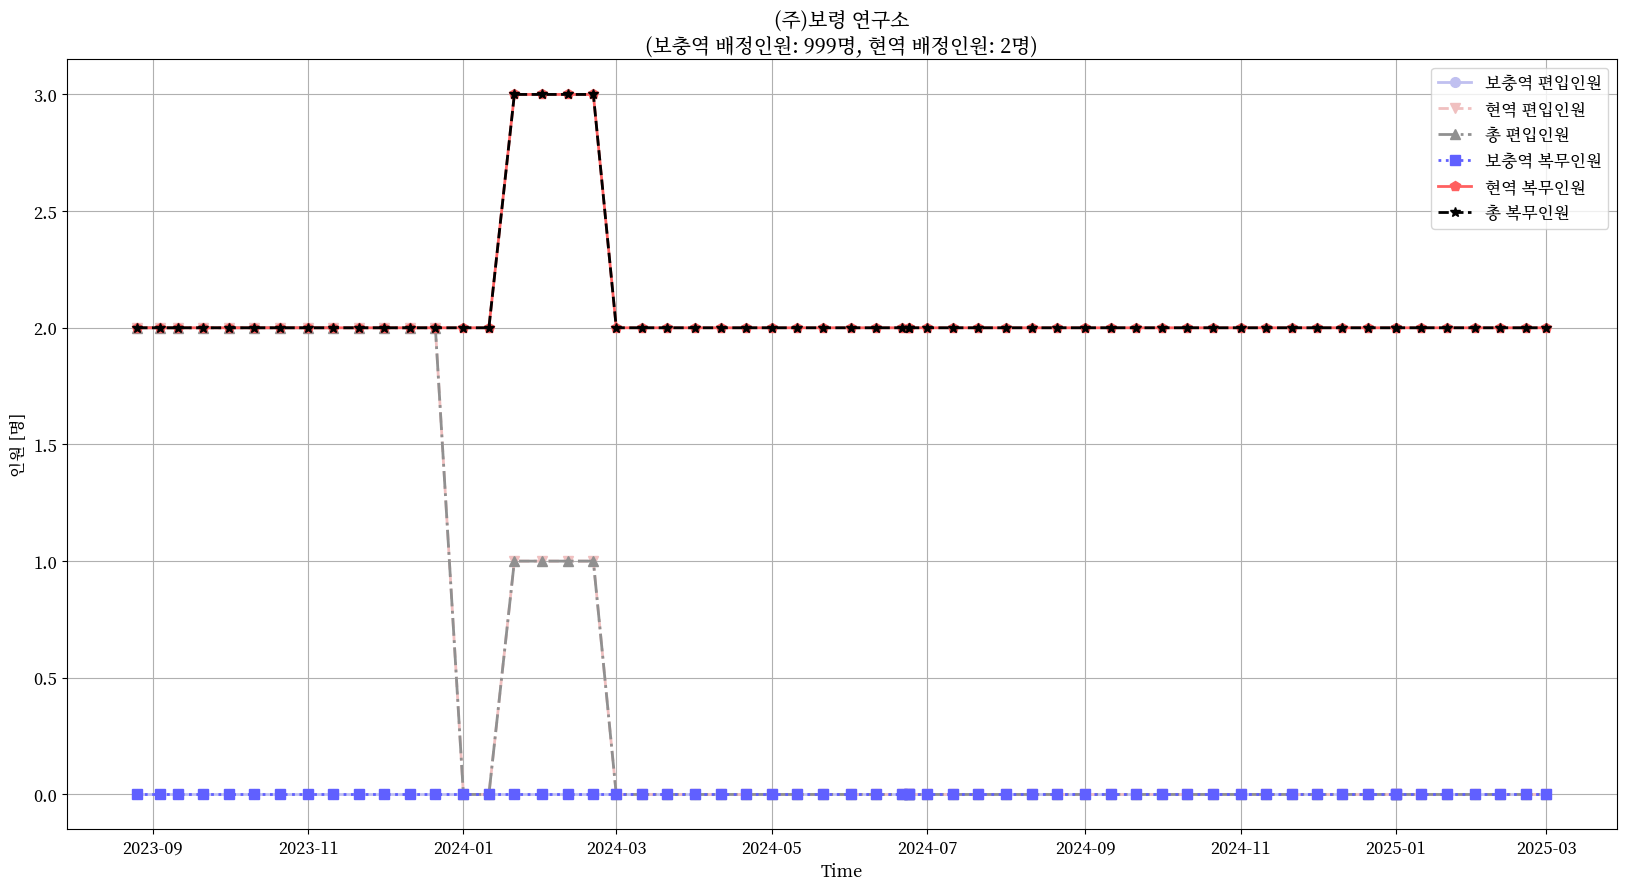 (주)보령 연구소
(보충역 배정인원: 999명, 현역 배정인원: 2명)
보충역 편입인원
현역 편입인원
총 편입인원
보충역 복무인원
현역 복무인원
총 복무인원
인원 [명]
3.0
2.5
2.0
1.5
1.0
0.5
0.0
2023-09 2023-11 2024-01 2024-03 2024-05 2024-07 2024-09 2024-11 2025-01 2025-03
Time